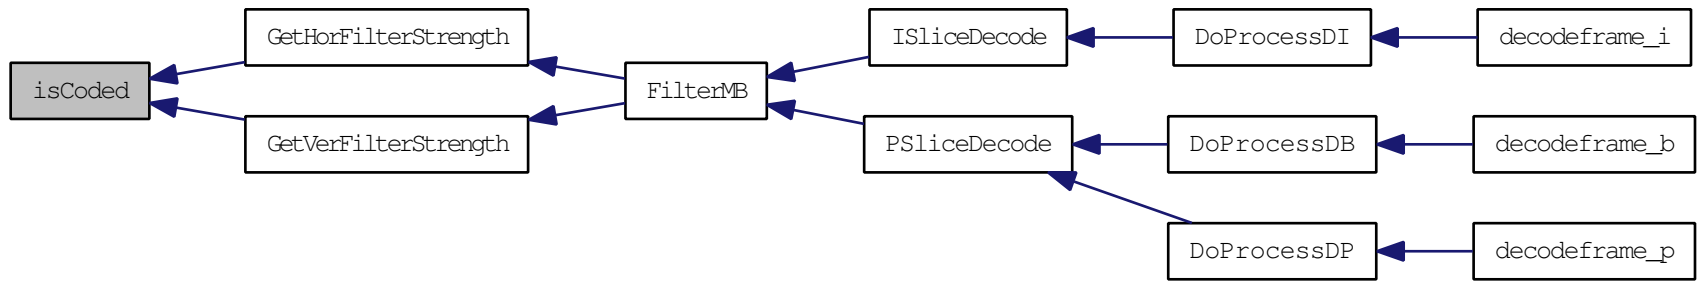 isCoded
GetHorFilterStrength
GetVerFilterStrength
FilterMB
ISliceDecode
PSliceDecode
DoProcessDI
DoProcessDB
DoProcessDP
decodeframe_i
decodeframe_b
decodeframe_p